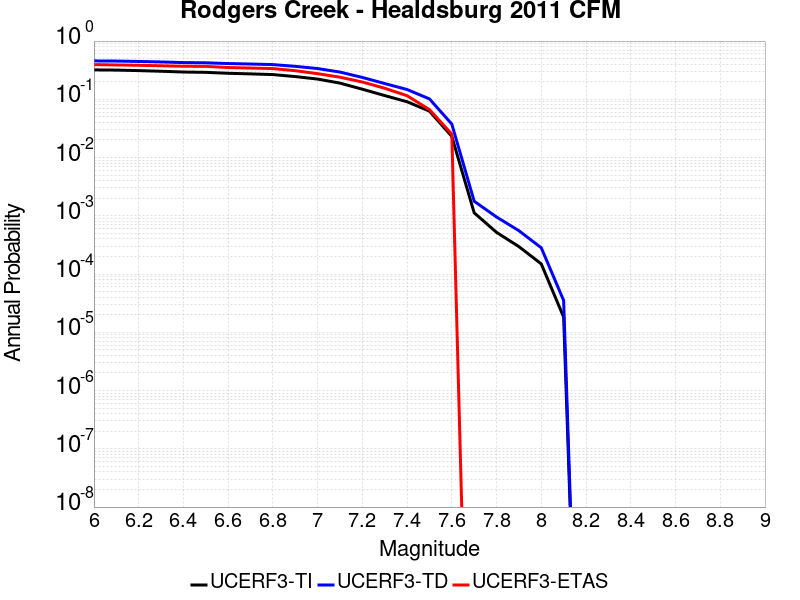 Rodgers Creek - Healdsburg 2011 CFM
10^0
10^-1
10^-2
10^-3
10^-4
10^-5
10^-6
10^-7
10^-8
Annual Probability
6 6.2 6.4 6.6 6.8 7 7.2 7.4 7.6 7.8 8 8.2 8.4 8.6 8.8 9
Magnitude
UCERF3-TI UCERF3-TD UCERF3-ETAS